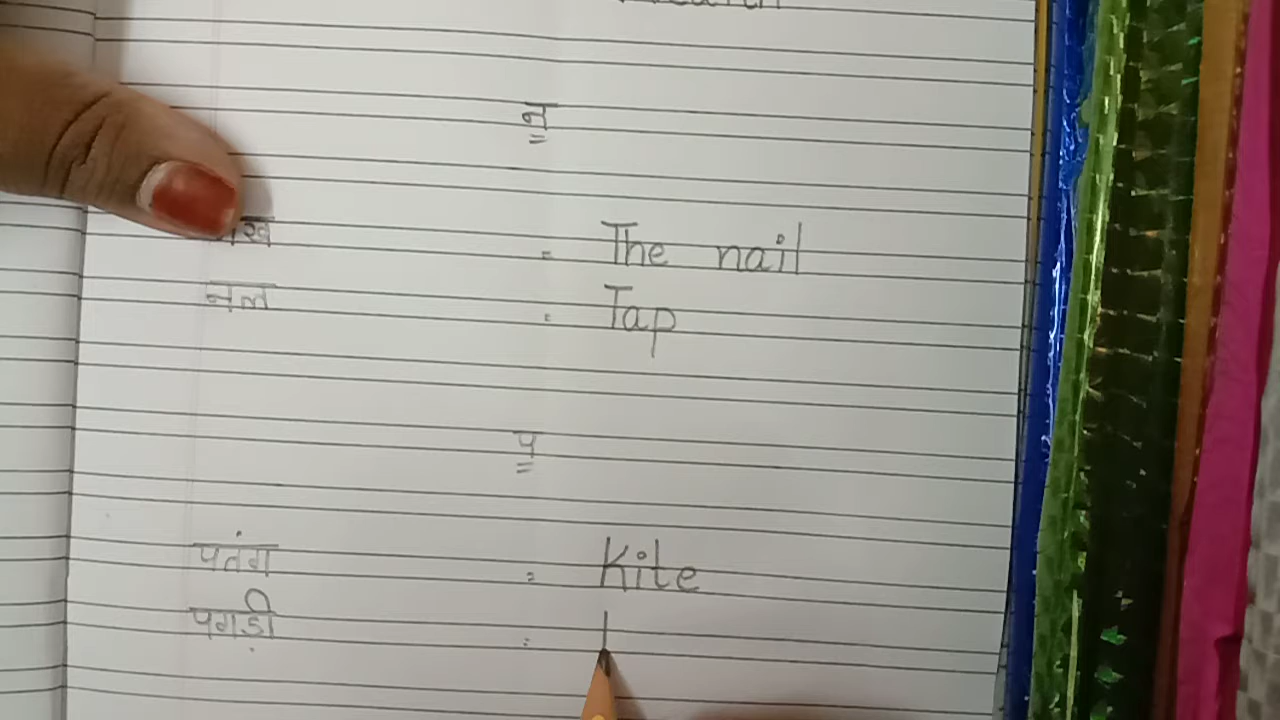 न
= The nail
नल = Tap
प
पतंग = Kite
पगड़ी =